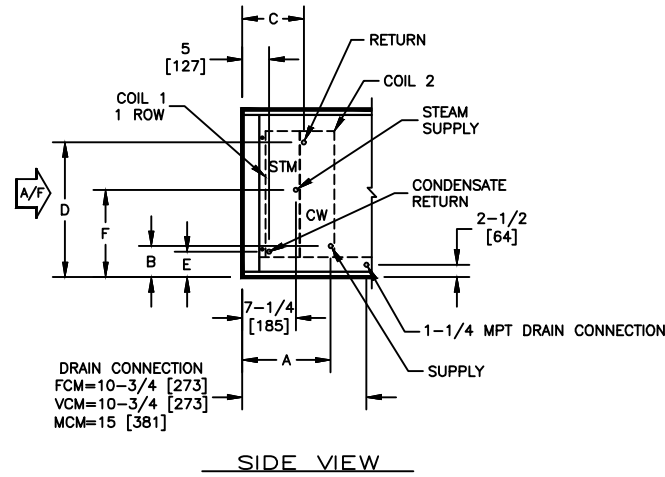 C
5
[127]
RETURN
COIL 2
COIL 1
1 ROW
STEAM
SUPPLY
STM
A/F
D
F
CONDENSATE
RETURN
CW
B
E
2-1/2
[64]
7-1/4
[185]
1-1/4 MPT DRAIN CONNECTION
A
SUPPLY
DRAIN CONNECTION
FCM=10-3/4 [273]
VCM=10-3/4 [273]
MCM=15 [381]
SIDE VIEW